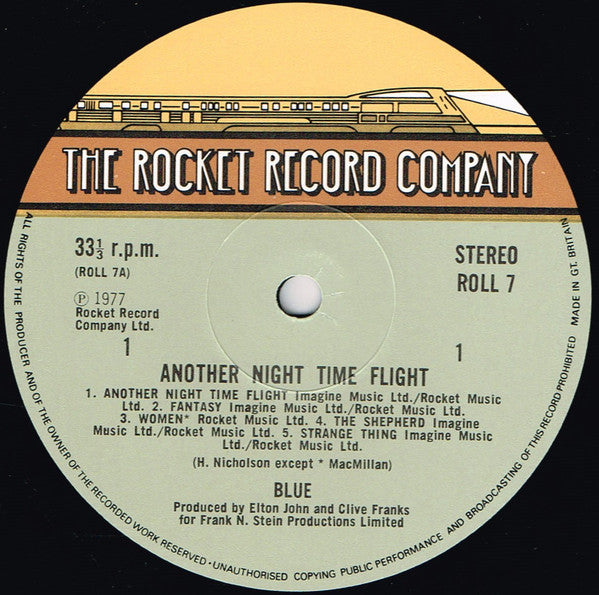 THE ROCKET RECORD COMPANY
33⅓ r.p.m.
(ROLL 7A)
℗ 1977
Rocket Record
Company Ltd.
1
STEREO
ROLL 7
1
ANOTHER NIGHT TIME FLIGHT
1. ANOTHER NIGHT TIME FLIGHT Imagine Music Ltd./Rocket Music
Ltd. 2. FANTASY Imagine Music Ltd./Rocket Music Ltd.
3. WOMEN* Rocket Music Ltd. 4. THE SHEPHERD Imagine
Music Ltd./Rocket Music Ltd. 5. STRANGE THING Imagine
Music Ltd./Rocket Music Ltd.
(H. Nicholson except * MacMillan)
BLUE
Produced by Elton John and Clive Franks
for Frank N. Stein Productions Limited
ALL RIGHTS OF THE PRODUCER AND OF THE OWNER OF THE RECORDED WORK RESERVED • UNAUTHORISED COPYING PUBLIC PERFORMANCE AND BROADCASTING OF THIS RECORD PROHIBITED MADE IN GT. BRITAIN